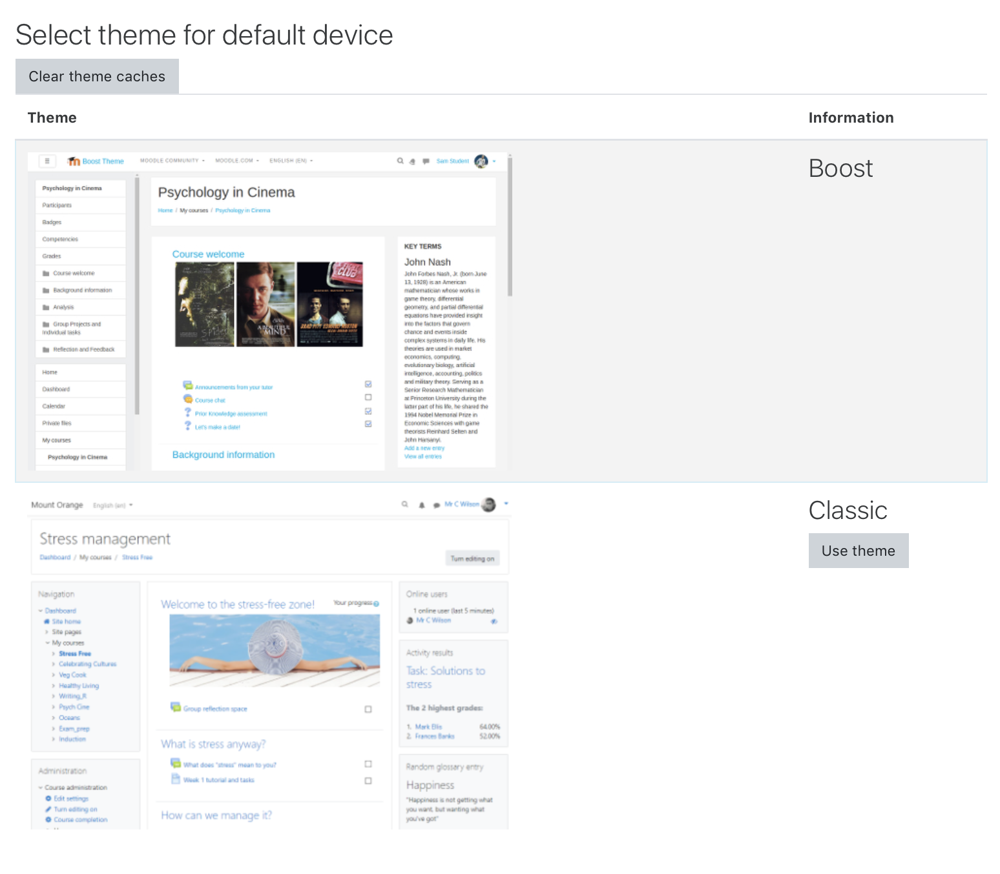 Select theme for default device
Clear theme caches
Theme
Information
Boost Theme
MOODLE COMMUNITY
MOODLE.COM
ENGLISH (EN)
Sam Student
Boost
Psychology in Cinema
Participants
Badges
Competencies
Grades
Course welcome
Background information
Analysis
Group Projects and
Individual tasks
Reflection and Feedback
Home
Dashboard
Calendar
Private files
My courses
Psychology in Cinema
Psychology in Cinema
Home / My courses / Psychology in Cinema
Course welcome
SPIDER
A BEAUTIFUL
MIND
FIGHT
CLUB
BRAD PITT EDWARD NORTON
Announcements from your tutor
Course chat
Prior Knowledge assessment
Let's make a date!
Background information
KEY TERMS
John Nash
John Forbes Nash, Jr. (born June
13, 1928) is an American
mathematician whose works in
game theory, differential
geometry, and partial differential
equations have provided insight
into the factors that govern
chance and events inside
complex systems in daily life. His
theories are used in market
economics, computing,
evolutionary biology, artificial
intelligence, accounting, politics
and military theory. Serving as a
Senior Research Mathematician
at Princeton University during the
latter part of his life, he shared the
1994 Nobel Memorial Prize in
Economic Sciences with game
theorists Reinhard Selten and
John Harsanyi.
Add a new entry
View all entries
Mount Orange
English (en)
Mr C Wilson
Classic
Use theme
Stress management
Dashboard / My courses / Stress Free
Turn editing on
Navigation
Dashboard
Site home
Site pages
My courses
Stress Free
Celebrating Cultures
Veg Cook
Healthy Living
Writing_R
Psych Cine
Oceans
Exam_prep
Induction
Administration
Course administration
Edit settings
Turn editing on
Course completion
Welcome to the stress-free zone!
Your progress
Group reflection space
What is stress anyway?
What does "stress" mean to you?
Week 1 tutorial and tasks
How can we manage it?
Online users
1 online user (last 5 minutes)
Mr C Wilson
Activity results
Task: Solutions to
stress
The 2 highest grades:
1. Mark Ellis 64.00%
2. Frances Banks 52.00%
Random glossary entry
Happiness
"Happiness is not getting what
you want, but wanting what
you've got"